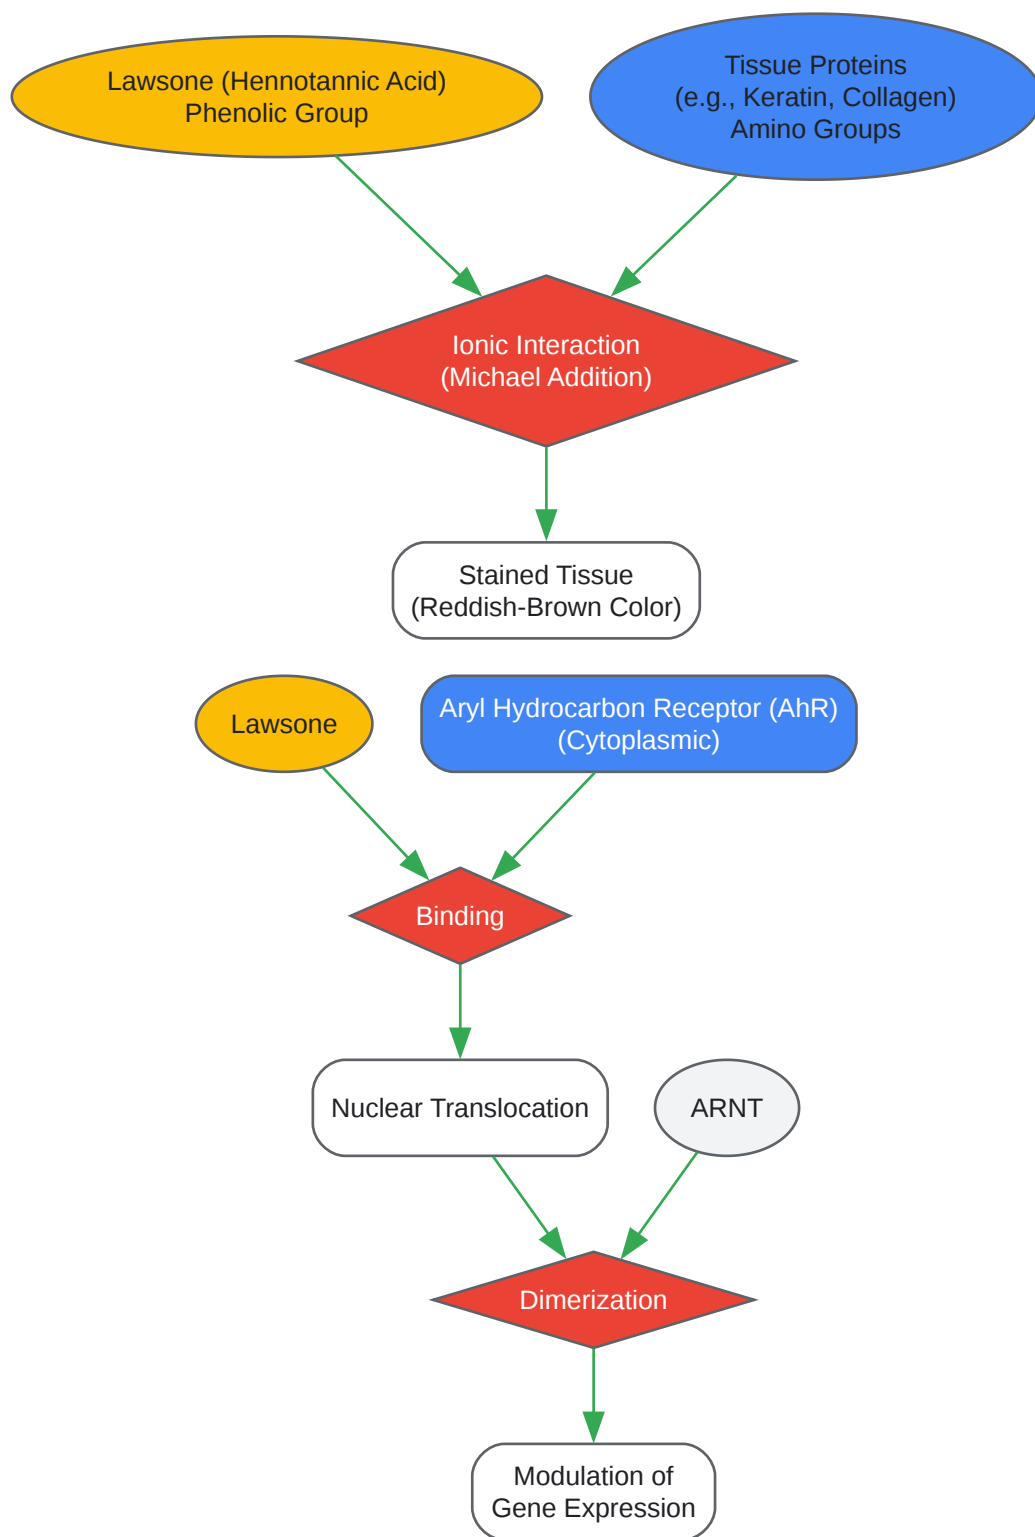 Lawsone (Hennotannic Acid)
Phenolic Group
Tissue Proteins
(e.g., Keratin, Collagen)
Amino Groups
Ionic Interaction
(Michael Addition)
Stained Tissue
(Reddish-Brown Color)
Lawsone
Aryl Hydrocarbon Receptor (AhR)
(Cytoplasmic)
Binding
Nuclear Translocation
ARNT
Dimerization
Modulation of
Gene Expression